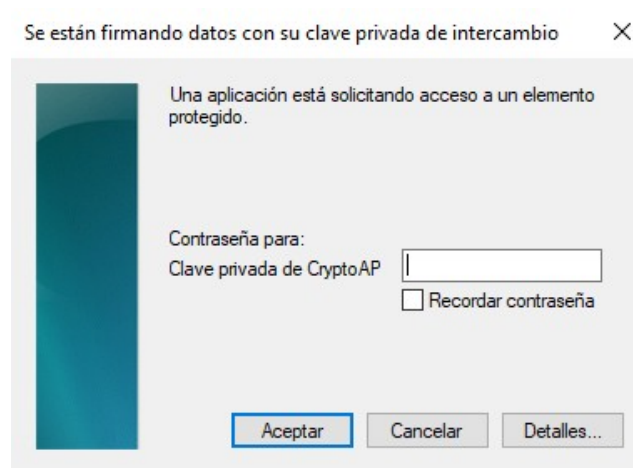 Se están firmando datos con su clave privada de intercambio
Una aplicación está solicitando acceso a un elemento
protegido.
Contraseña para:
Clave privada de CryptoAP
Recordar contraseña
Aceptar
Cancelar
Detalles...